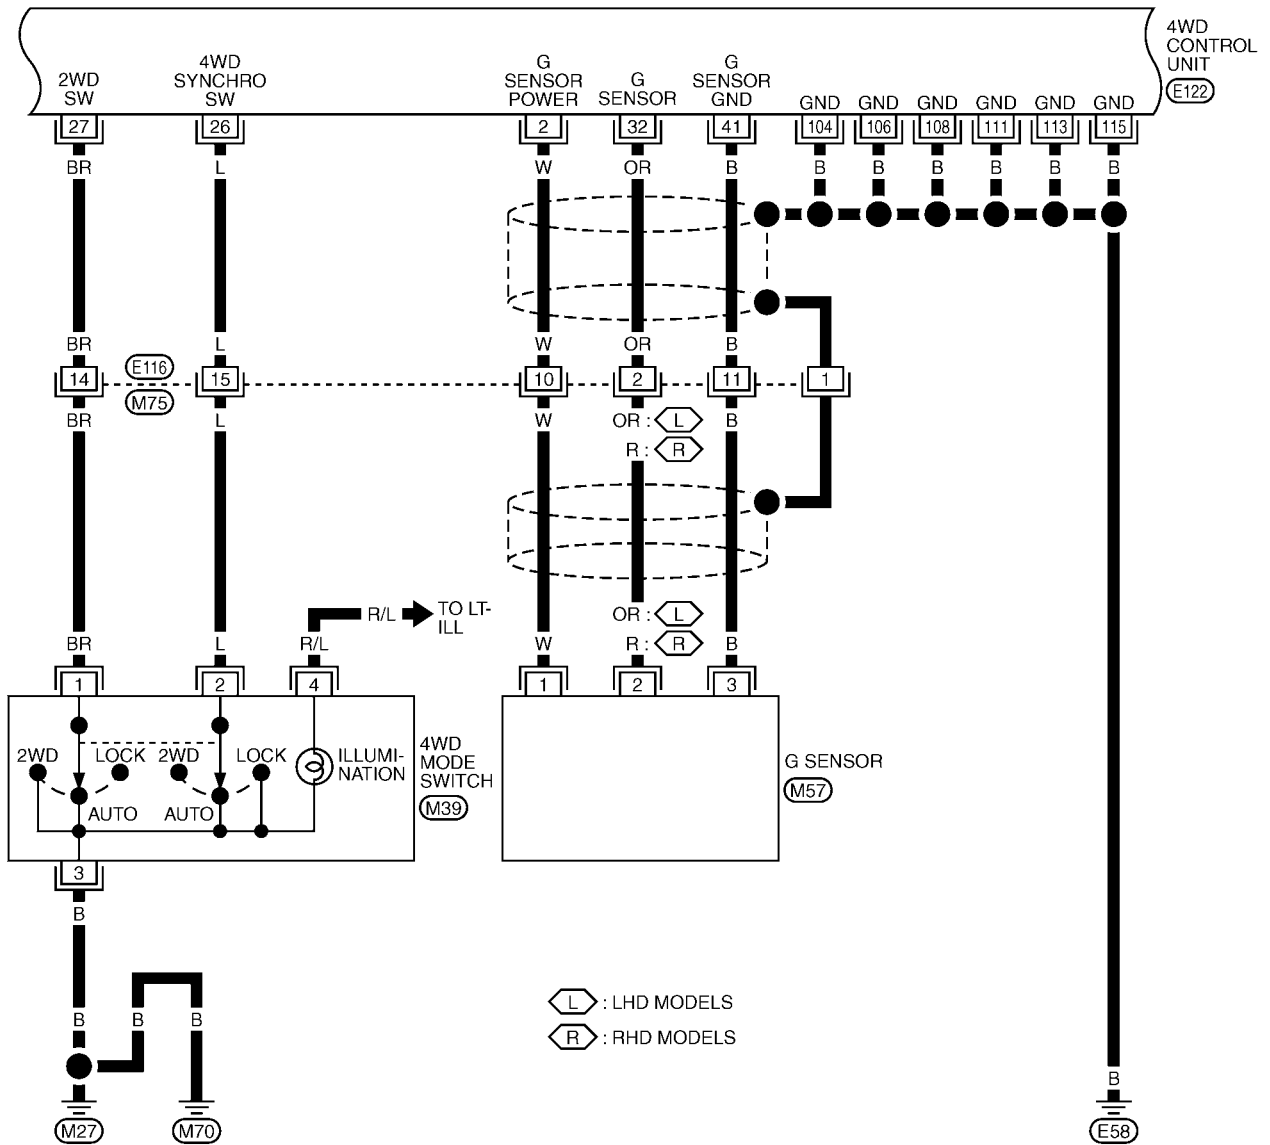 4WD
CONTROL
UNIT
E122
2WD
SW
4WD
SYNCHRO
SW
G
SENSOR
POWER
G
SENSOR
G
SENSOR
GND
GND GND GND GND GND GND
27 26 2 32 41 104 106 108 111 113 115
BR L W OR B B B B B B B
BR L W OR B
E116
14 15 10 2 11 1
M75
BR L W OR : L B
R : R
R/L TO LT-
ILL
OR : L
BR L R/L W R : R B
1 2 4 1 2 3
2WD LOCK 2WD LOCK ILLUMI-
NATION
AUTO AUTO
4WD
MODE
SWITCH
M39
G SENSOR
M57
3
B
B B B
L : LHD MODELS
R : RHD MODELS
B
M27 M70 E58